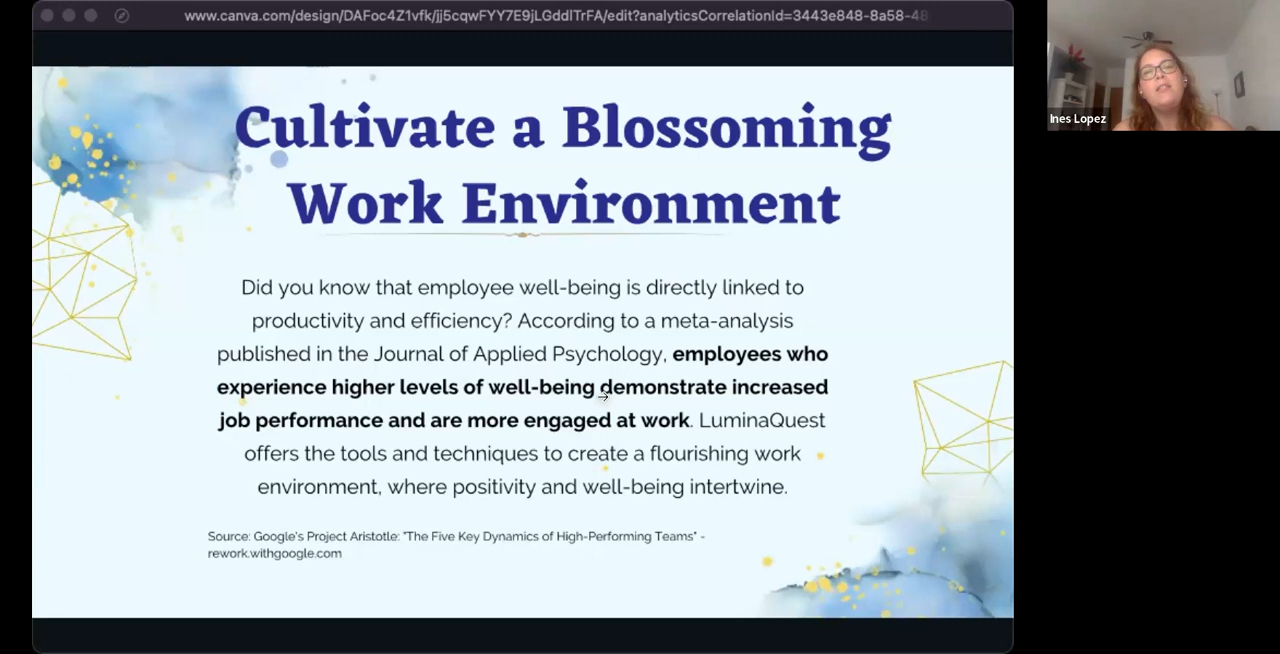 www.canva.com/design/DAFoc4Z1vfk/jj5cqwFYY7E9jLGddlTrFA/edit?analyticsCorrelationId=3443e848-8a58-48
Cultivate a Blossoming
Work Environment
Did you know that employee well-being is directly linked to
productivity and efficiency? According to a meta-analysis
published in the Journal of Applied Psychology, employees who
experience higher levels of well-being demonstrate increased
job performance and are more engaged at work. LuminaQuest
offers the tools and techniques to create a flourishing work
environment, where positivity and well-being intertwine.
Source: Google's Project Aristotle: "The Five Key Dynamics of High-Performing Teams" -
rework.withgoogle.com
Ines Lopez